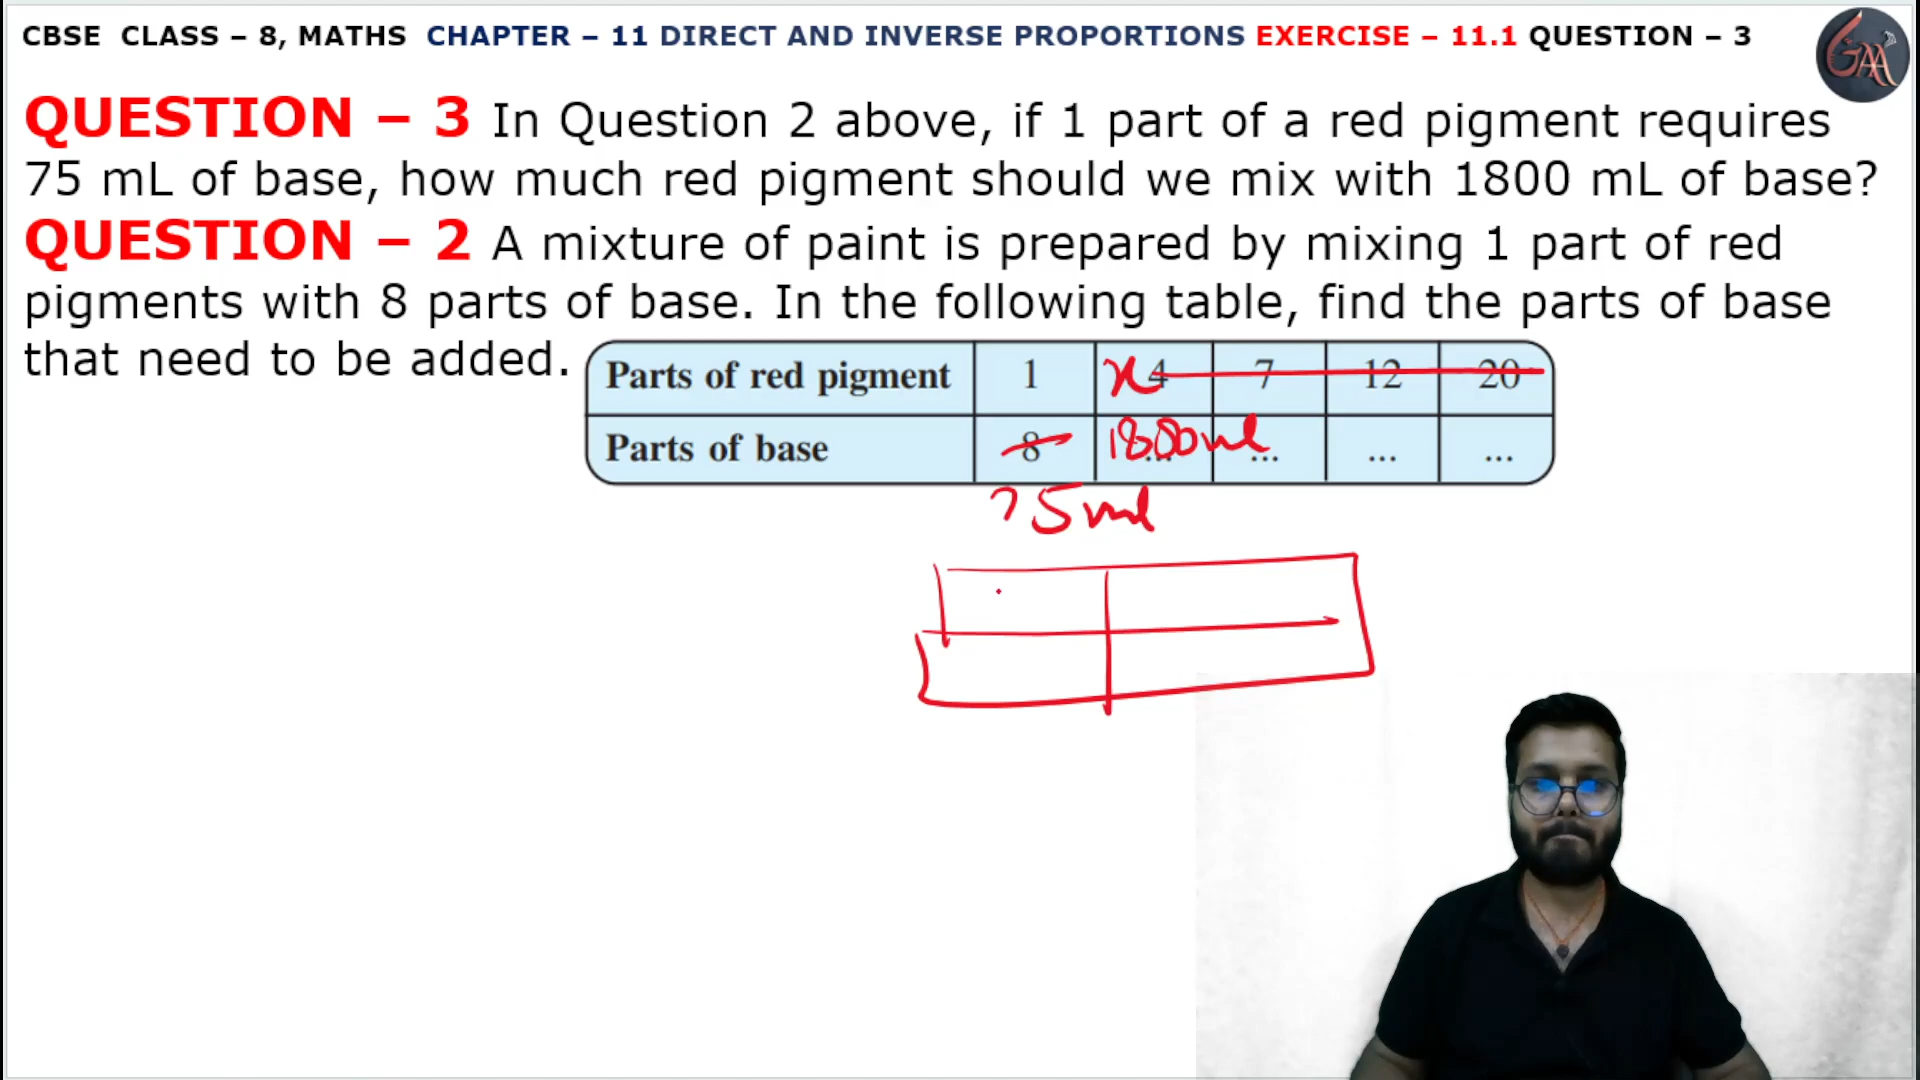 CBSE CLASS – 8, MATHS CHAPTER – 11 DIRECT AND INVERSE PROPORTIONS EXERCISE – 11.1 QUESTION – 3
QUESTION – 3 In Question 2 above, if 1 part of a red pigment requires
75 mL of base, how much red pigment should we mix with 1800 mL of base?
QUESTION – 2 A mixture of paint is prepared by mixing 1 part of red
pigments with 8 parts of base. In the following table, find the parts of base
that need to be added.
Parts of red pigment 1 x 4 7 12 20
Parts of base 8 1800ml ... ... ... ...
75ml